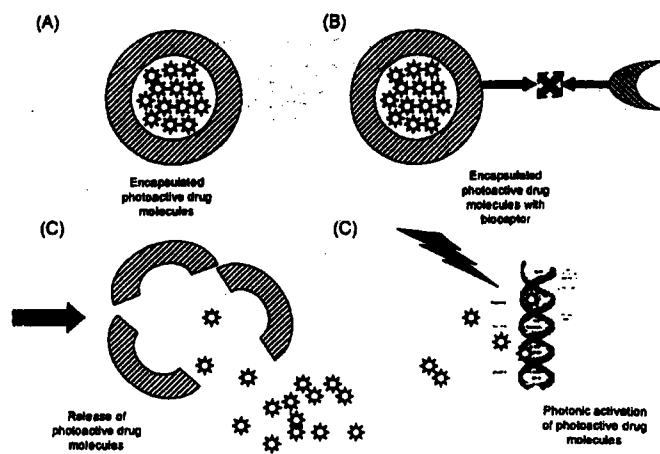 (A)
Encapsulated
photoactive drug
molecules
(B)
Encapsulated
photoactive drug
molecules with
bioceptor
(C)
Release of
photoactive drug
molecules
(C)
Photonic activation
of photoactive drug
molecules